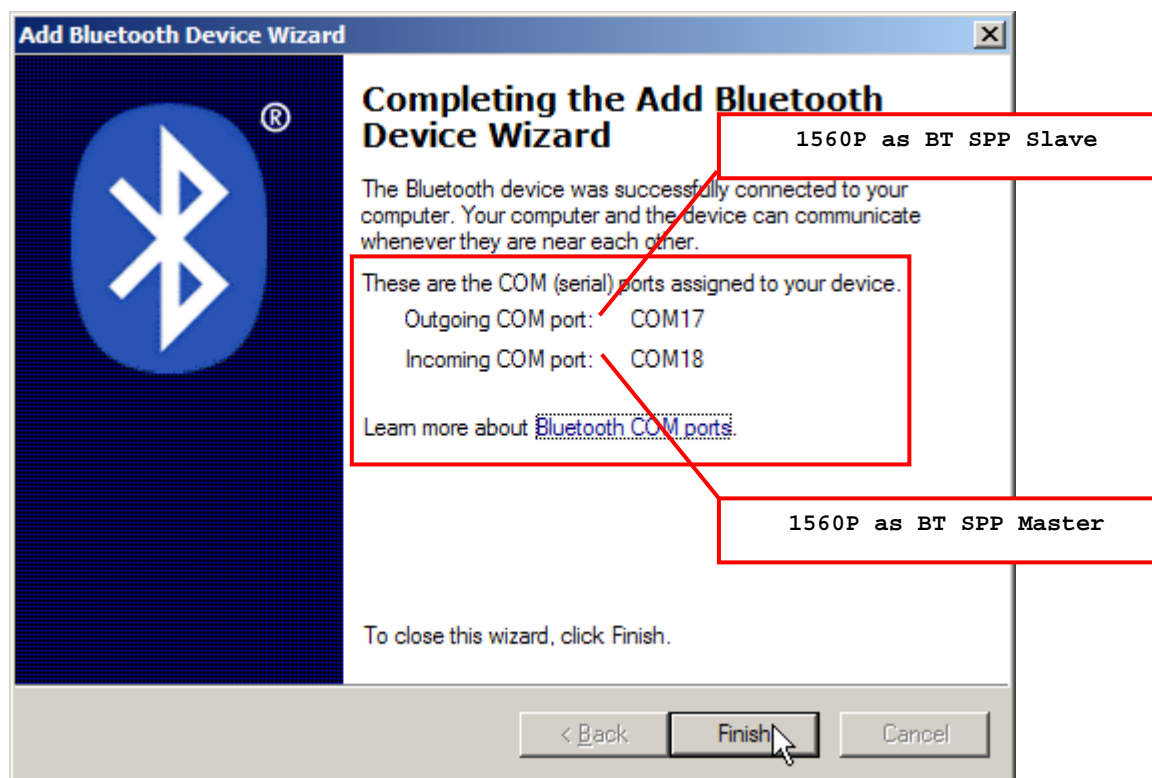 Add Bluetooth Device Wizard
®
Completing the Add Bluetooth
Device Wizard
1560P as BT SPP Slave
The Bluetooth device was successfully connected to your
computer. Your computer and the device can communicate
whenever they are near each other.
These are the COM (serial) ports assigned to your device.
Outgoing COM port: COM17
Incoming COM port: COM18
Learn more about Bluetooth COM ports.
1560P as BT SPP Master
To close this wizard, click Finish.
< Back Finish Cancel